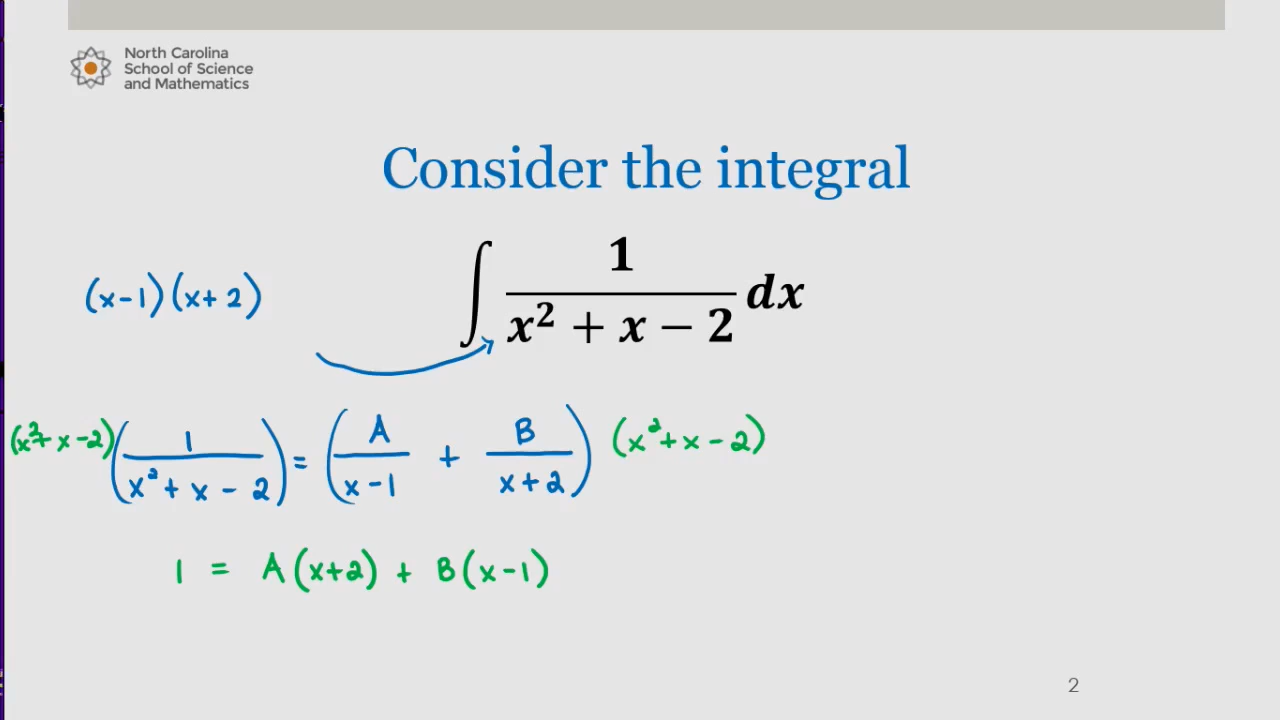 North Carolina
School of Science
and Mathematics
Consider the integral
(x-1)(x+2)
∫ 1/(x² + x − 2) dx
(x²+x-2)(1/(x²+x-2)) = (A/(x-1) + B/(x+2)) (x²+x-2)
1 = A(x+2) + B(x-1)
2